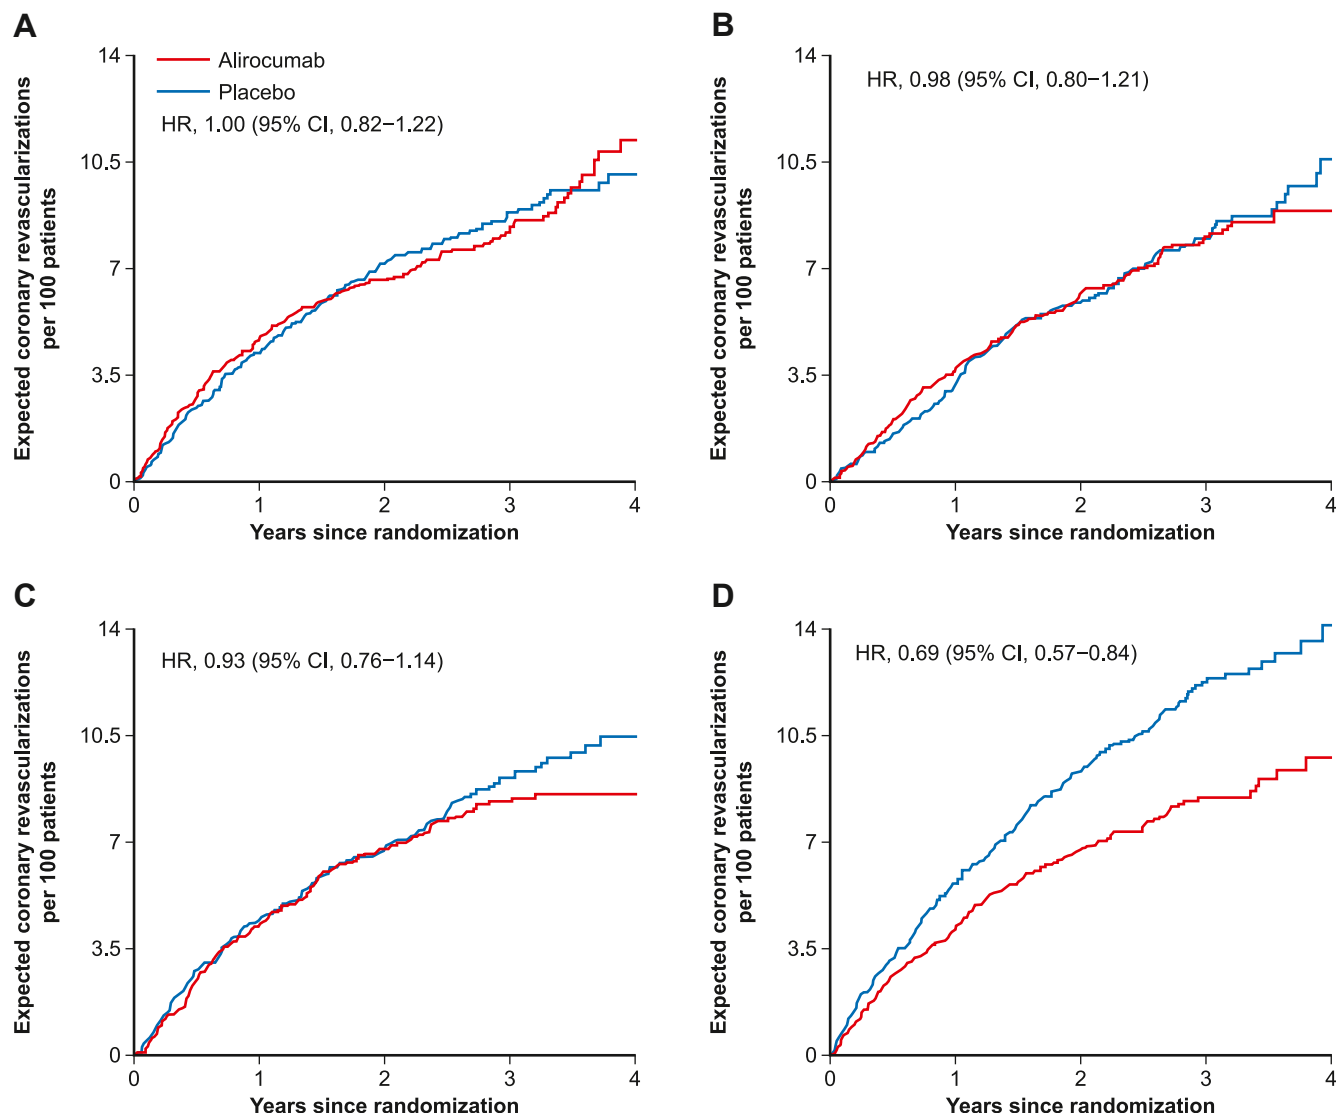 A
Expected coronary revascularizations
per 100 patients
14
10.5
7
3.5
0
Alirocumab
Placebo
HR, 1.00 (95% CI, 0.82–1.22)
0 1 2 3 4
Years since randomization
B
Expected coronary revascularizations
per 100 patients
14
10.5
7
3.5
0
HR, 0.98 (95% CI, 0.80–1.21)
0 1 2 3 4
Years since randomization
C
Expected coronary revascularizations
per 100 patients
14
10.5
7
3.5
0
HR, 0.93 (95% CI, 0.76–1.14)
0 1 2 3 4
Years since randomization
D
Expected coronary revascularizations
per 100 patients
14
10.5
7
3.5
0
HR, 0.69 (95% CI, 0.57–0.84)
0 1 2 3 4
Years since randomization